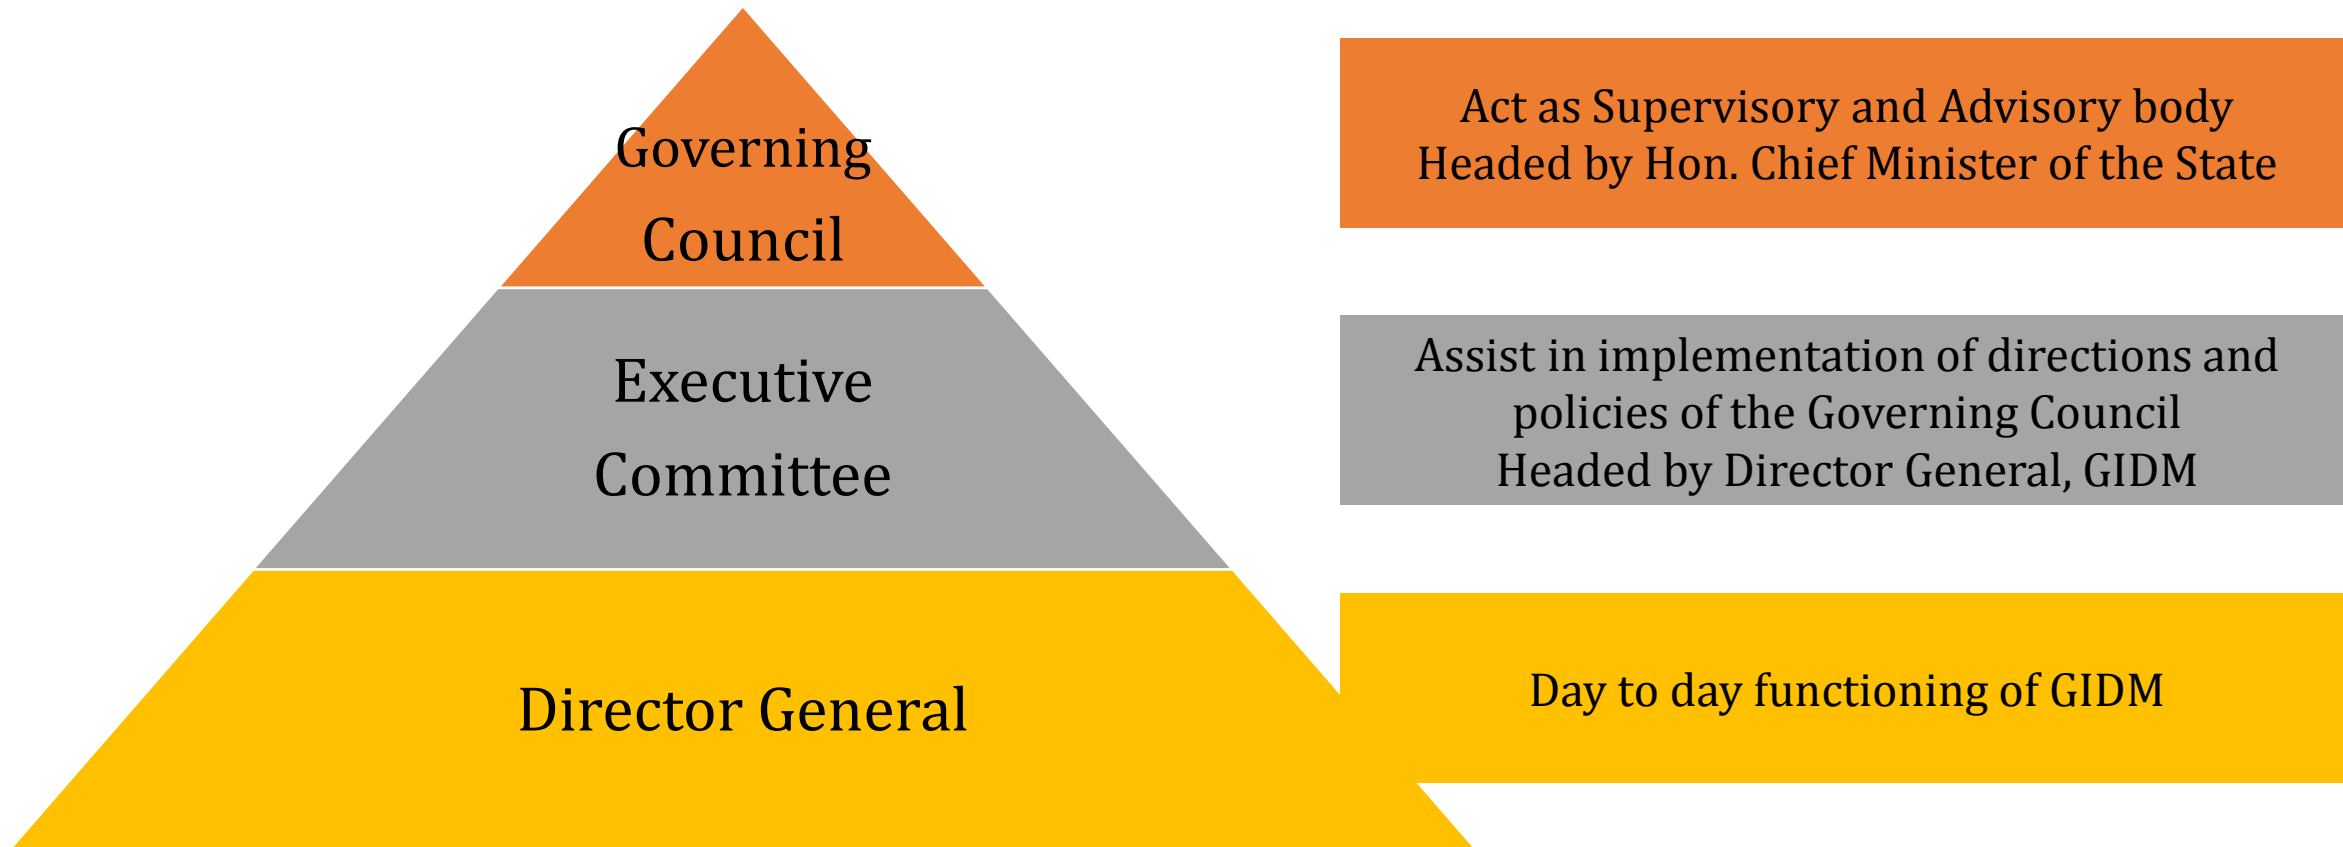 Governing
Council
Act as Supervisory and Advisory body
Headed by Hon. Chief Minister of the State
Executive
Committee
Assist in implementation of directions and
policies of the Governing Council
Headed by Director General, GIDM
Director General
Day to day functioning of GIDM